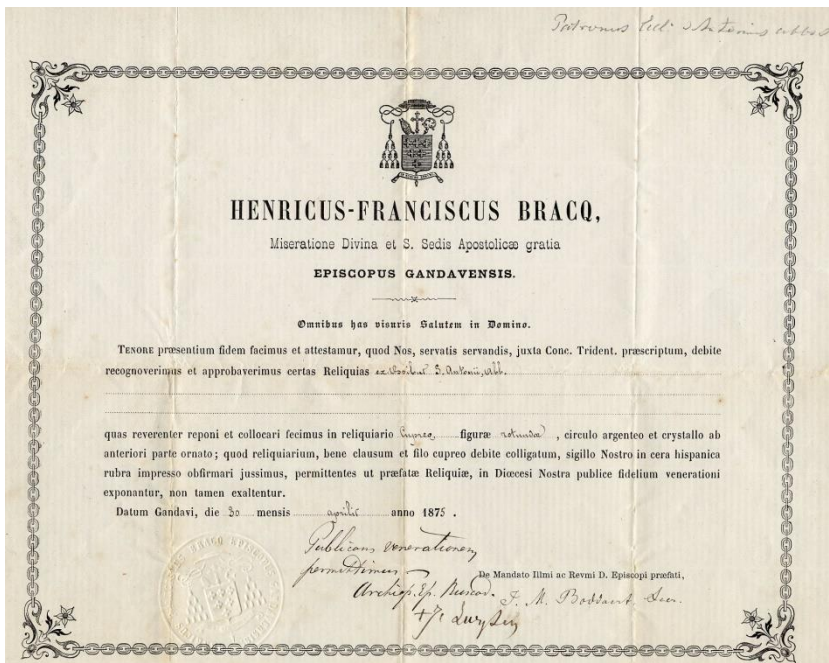 Patronus Eccl: S Antonius abbas
HENRICUS-FRANCISCUS BRACQ,
Miseratione Divina et S. Sedis Apostolicæ gratia
EPISCOPUS GANDAVENSIS.
Omnibus has visuris Salutem in Domino.
TENORE præsentium fidem facimus et attestamur, quod Nos, servatis servandis, juxta Conc. Trident. præscriptum, debite
recognoverimus et approbaverimus certas Reliquias ex Ossibus S. Antonii, Abb.
quas reverenter reponi et collocari fecimus in reliquiario Cupreo figuræ rotundæ, circulo argenteo et crystallo ab
anteriori parte ornato; quod reliquiarium, bene clausum et filo cupreo debite colligatum, sigillo Nostro in cera hispanica
rubra impresso obfirmari jussimus, permittentes ut præfatæ Reliquiæ, in Diœcesi Nostra publice fidelium venerationi
exponantur, non tamen exaltentur.
Datum Gandavi, die 30 mensis aprilis anno 1875.
Publicam venerationem
permittimus
De Mandato Illmi ac Revmi D. Episcopi præfati,
Archiep. Ep.